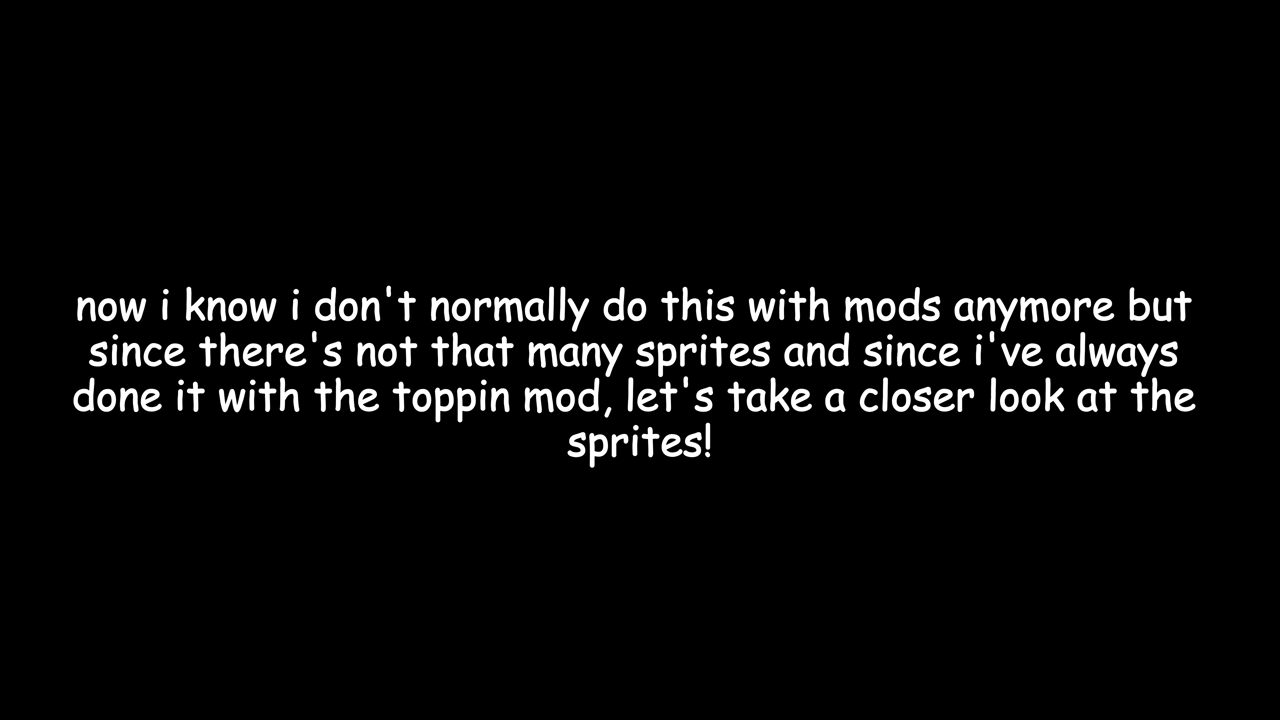 now i know i don't normally do this with mods anymore but
since there's not that many sprites and since i've always
done it with the toppin mod, let's take a closer look at the
sprites!